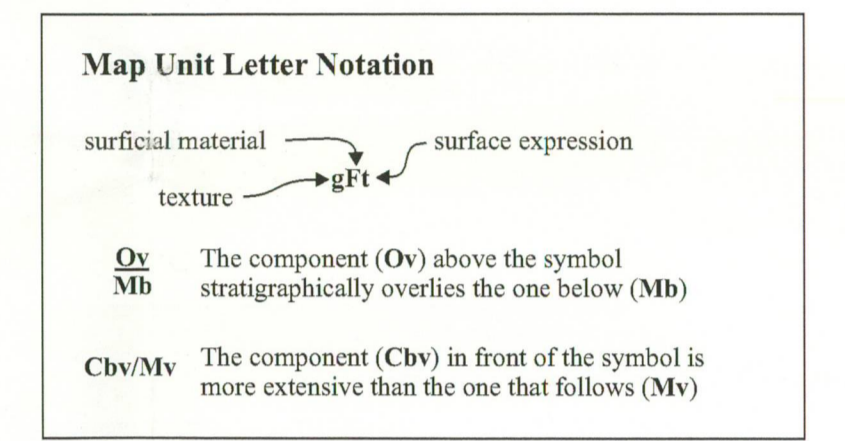 Map Unit Letter Notation
surficial material
surface expression
gFt
texture
Ov The component (Ov) above the symbol
Mb stratigraphically overlies the one below (Mb)
Cbv/Mv The component (Cbv) in front of the symbol is
more extensive than the one that follows (Mv)